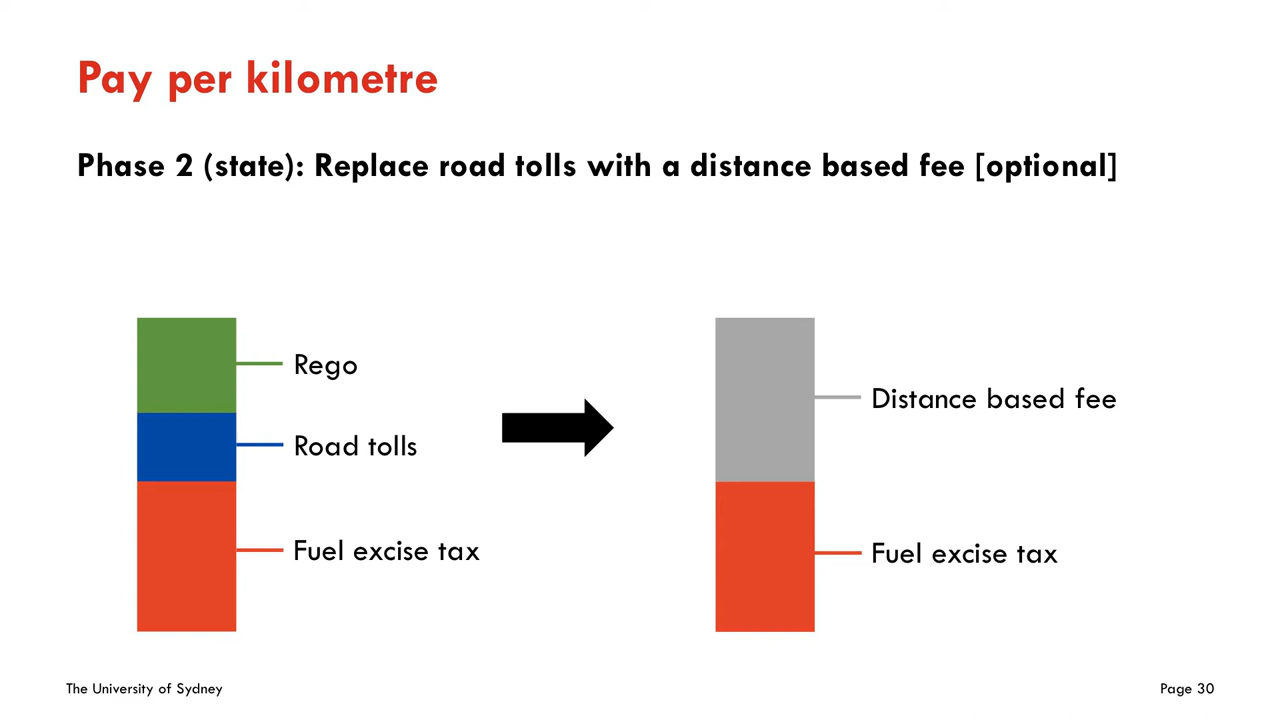 Pay per kilometre
Phase 2 (state): Replace road tolls with a distance based fee [optional]
Rego
Road tolls
Fuel excise tax
Distance based fee
Fuel excise tax
The University of Sydney
Page 30